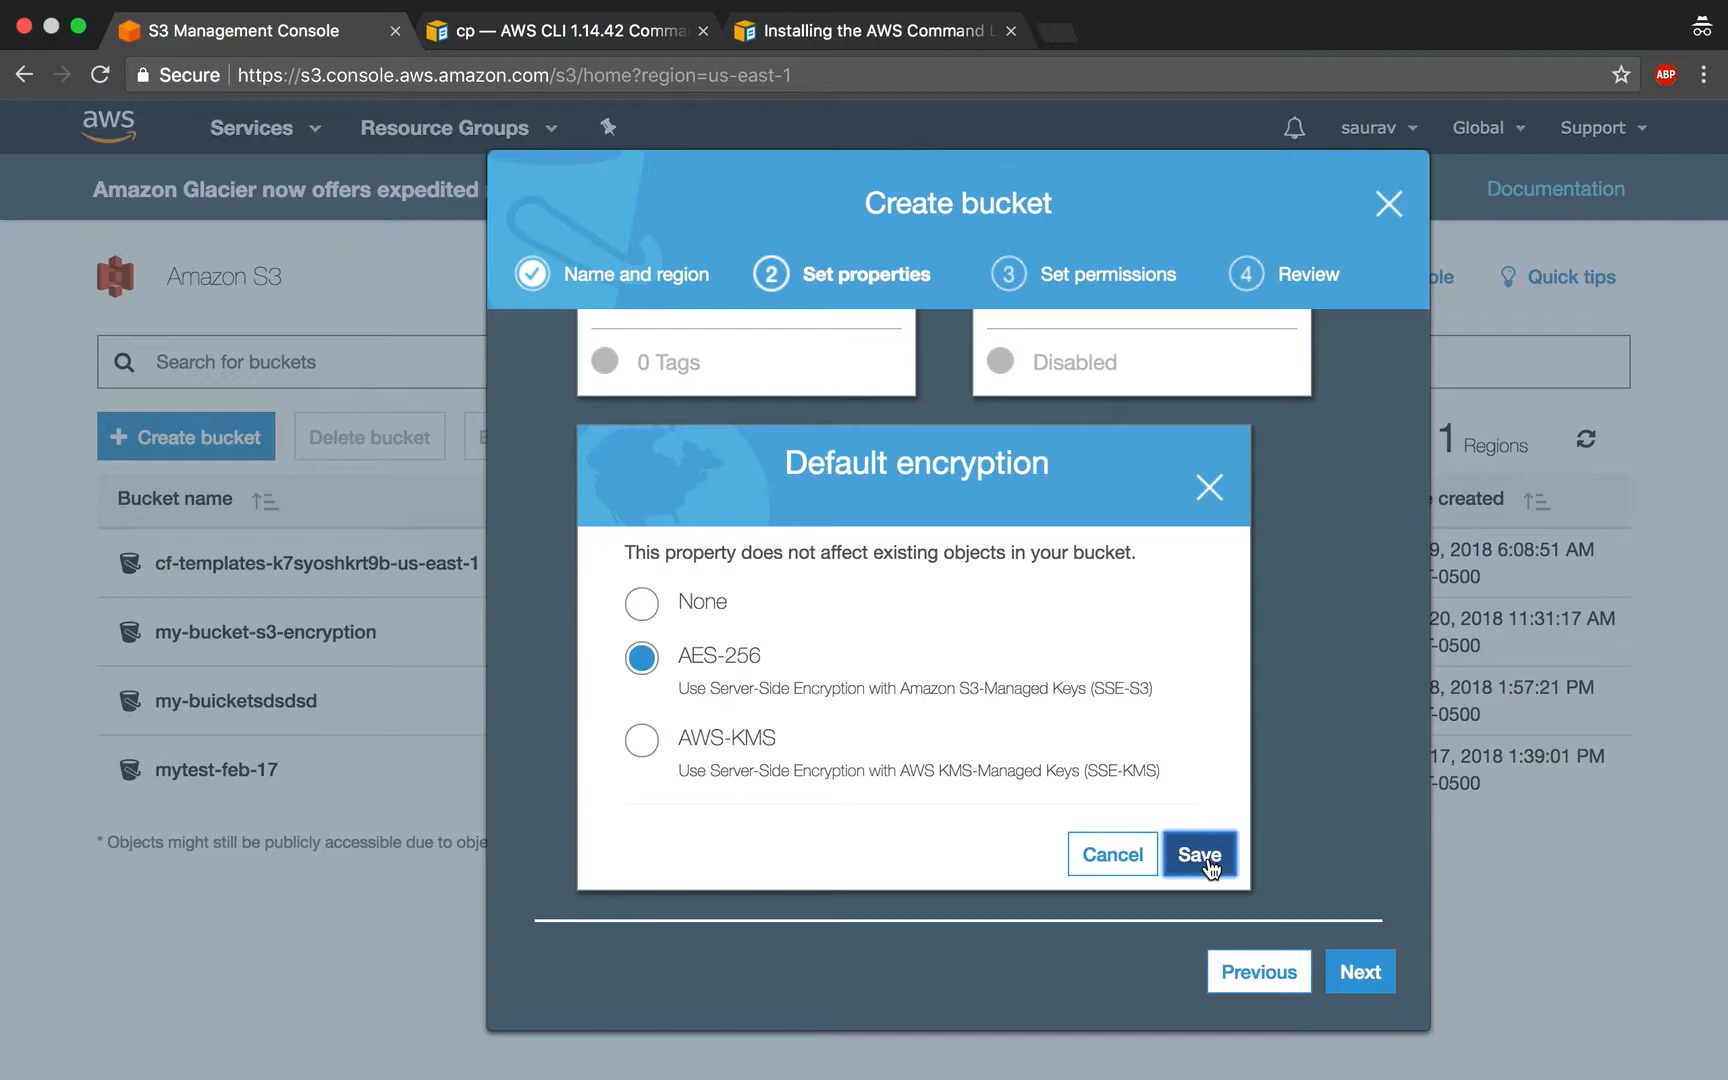 S3 Management Console
cp — AWS CLI 1.14.42 Comma
Installing the AWS Command L
Secure
https://s3.console.aws.amazon.com/s3/home?region=us-east-1
ABP
aws
Services
Resource Groups
saurav
Global
Support
Amazon Glacier now offers expedited
Documentation
Create bucket
Name and region
2 Set properties
3 Set permissions
4 Review
Amazon S3
Quick tips
Search for buckets
0 Tags
Disabled
+ Create bucket
Delete bucket
1 Regions
Bucket name
created
Default encryption
This property does not affect existing objects in your bucket.
None
AES-256
Use Server-Side Encryption with Amazon S3-Managed Keys (SSE-S3)
AWS-KMS
Use Server-Side Encryption with AWS KMS-Managed Keys (SSE-KMS)
Cancel
Save
Previous
Next
cf-templates-k7syoshkrt9b-us-east-1
9, 2018 6:08:51 AM
-0500
my-bucket-s3-encryption
20, 2018 11:31:17 AM
-0500
my-buicketsdsdsd
8, 2018 1:57:21 PM
-0500
mytest-feb-17
17, 2018 1:39:01 PM
-0500
* Objects might still be publicly accessible due to obje